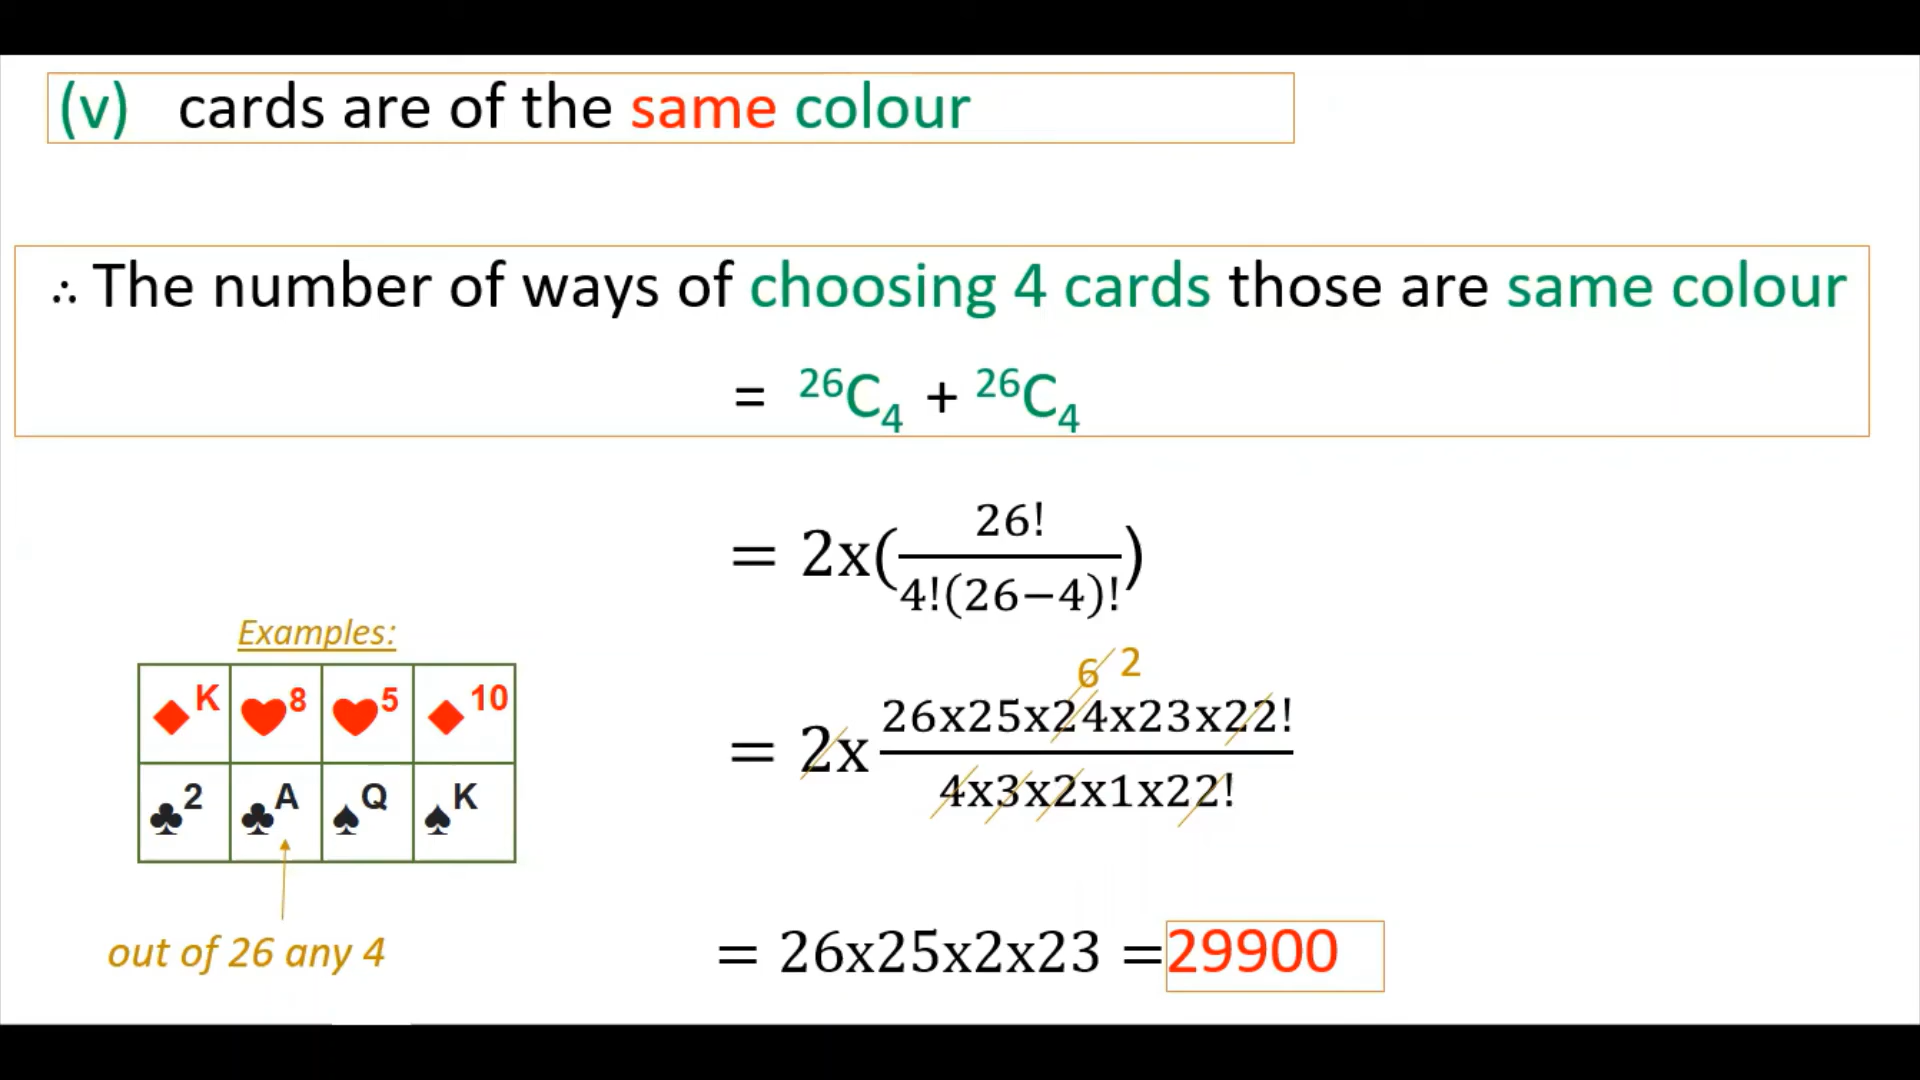 (v) cards are of the same colour
∴ The number of ways of choosing 4 cards those are same colour
= ²⁶C₄ + ²⁶C₄
= 2x(26!/4!(26−4)!)
6 2
= 2x 26x25x24x23x22!/4x3x2x1x22!
= 26x25x2x23 =29900
Examples:
♦K ♥8 ♥5 ♦10
♣2 ♣A ♠Q ♠K
out of 26 any 4